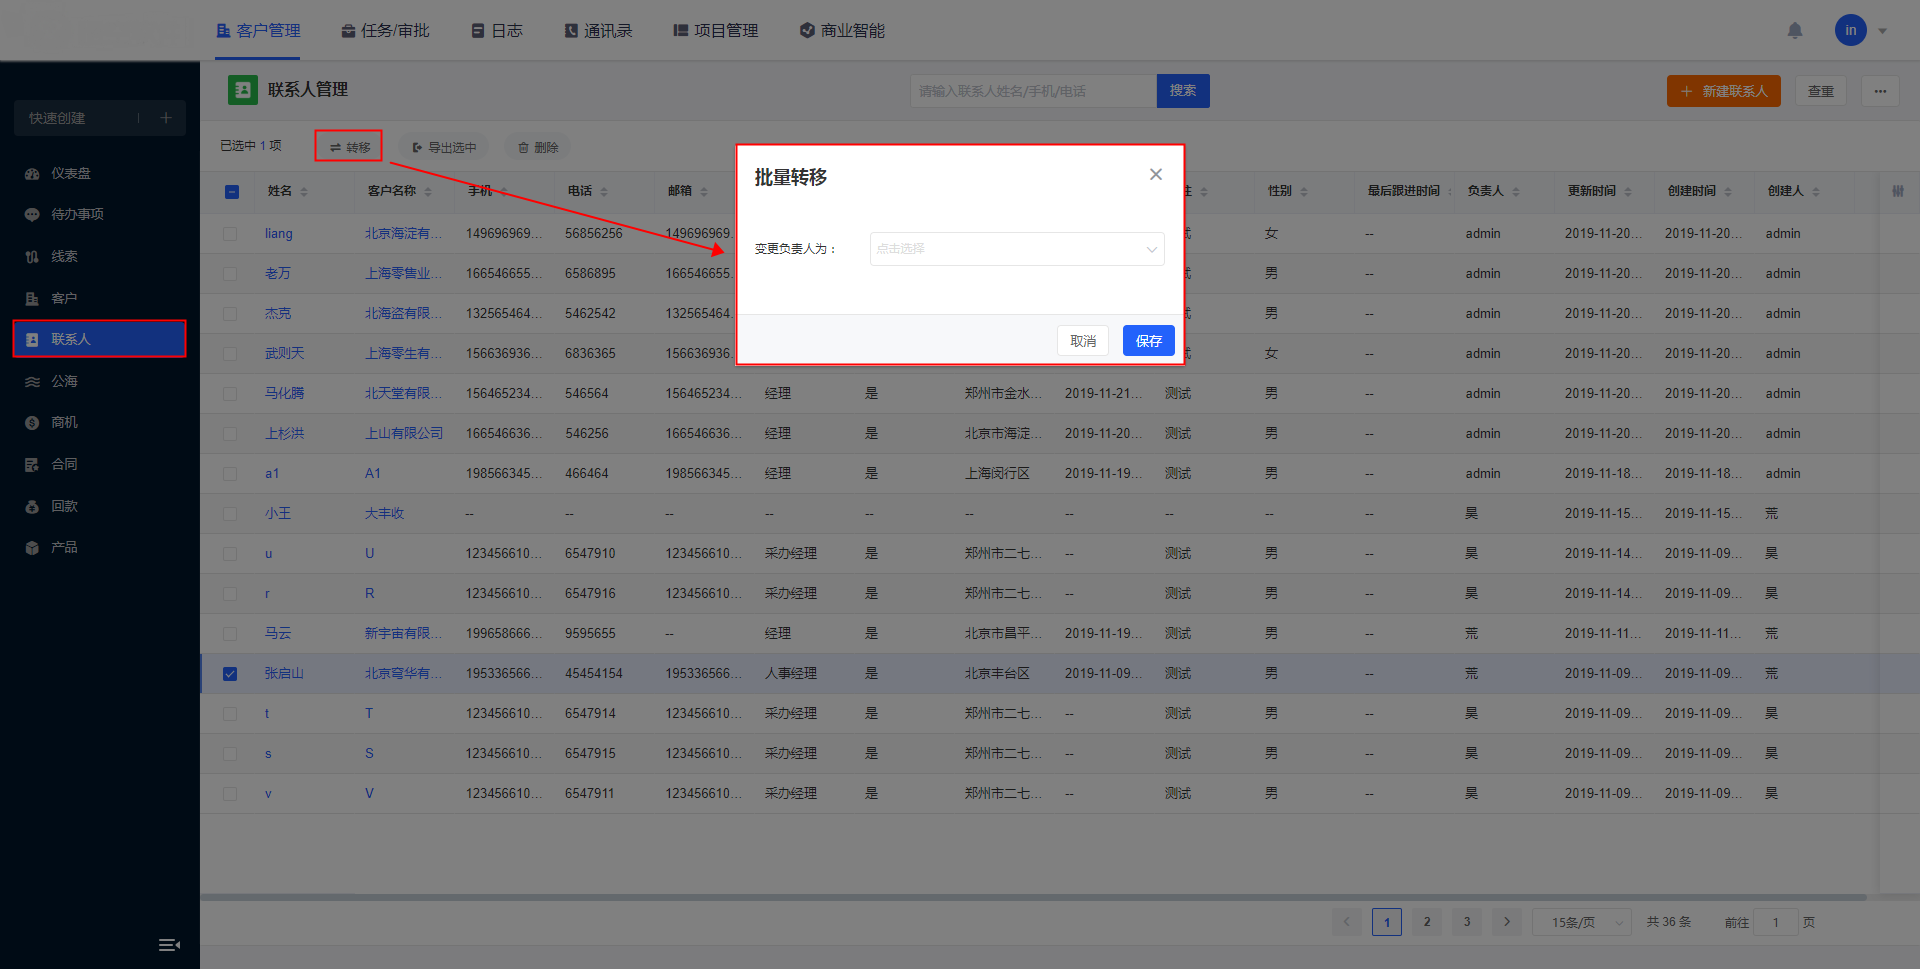 客户管理 任务/审批 日志 通讯录 项目管理 商业智能 in
快速创建
仪表盘
待办事项
线索
客户
联系人
公海
商机
合同
回款
产品
联系人管理 请输入联系人姓名/手机/电话 搜索 新建联系人 查重
已选中 1 项 转移 导出选中 删除
姓名 客户名称 手机 电话 邮箱 注 性别 最后跟进时间 负责人 更新时间 创建时间 创建人
liang 北京海淀有... 149696969... 56856256 149696969... 女 -- admin 2019-11-20... 2019-11-20... admin
老万 上海零售业... 166546655... 6586895 166546655... 男 -- admin 2019-11-20... 2019-11-20... admin
杰克 北海盗有限... 132565464... 5462542 132565464... 男 -- admin 2019-11-20... 2019-11-20... admin
武则天 上海零生有... 156636936... 6836365 156636936... 女 -- admin 2019-11-20... 2019-11-20... admin
马化腾 北天堂有限... 156465234... 546564 156465234... 经理 是 郑州市金水... 2019-11-21... 测试 男 -- admin 2019-11-20... 2019-11-20... admin
上杉洪 上山有限公司 166546636... 546256 166546636... 经理 是 北京市海淀... 2019-11-20... 测试 男 -- admin 2019-11-20... 2019-11-20... admin
a1 A1 198566345... 466464 198566345... 经理 是 上海闵行区 2019-11-19... 测试 男 -- admin 2019-11-18... 2019-11-18... admin
小王 大丰收 -- -- -- -- -- -- -- -- -- -- 昊 2019-11-15... 2019-11-15... 荒
u U 123456610... 6547910 123456610... 采办经理 是 郑州市二七... -- 测试 男 -- 昊 2019-11-14... 2019-11-09... 昊
r R 123456610... 6547916 123456610... 采办经理 是 郑州市二七... -- 测试 男 -- 昊 2019-11-14... 2019-11-09... 昊
马云 新宇宙有限... 199658666... 9595655 -- 经理 是 北京市昌平... 2019-11-19... 测试 男 -- 荒 2019-11-11... 2019-11-11... 荒
张启山 北京穹华有... 195336566... 45454154 195336566... 人事经理 是 北京丰台区 2019-11-09... 测试 男 -- 荒 2019-11-09... 2019-11-09... 荒
t T 123456610... 6547914 123456610... 采办经理 是 郑州市二七... -- 测试 男 -- 昊 2019-11-09... 2019-11-09... 昊
s S 123456610... 6547915 123456610... 采办经理 是 郑州市二七... -- 测试 男 -- 昊 2019-11-09... 2019-11-09... 昊
v V 123456610... 6547911 123456610... 采办经理 是 郑州市二七... -- 测试 男 -- 昊 2019-11-09... 2019-11-09... 昊
批量转移
变更负责人为： 点击选择
取消 保存
1 2 3 15条/页 共 36 条 前往 1 页